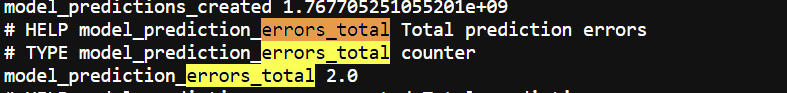 model_predictions_created 1.767705251055201e+09
# HELP model_prediction_errors_total Total prediction errors
# TYPE model_prediction_errors_total counter
model_prediction_errors_total 2.0